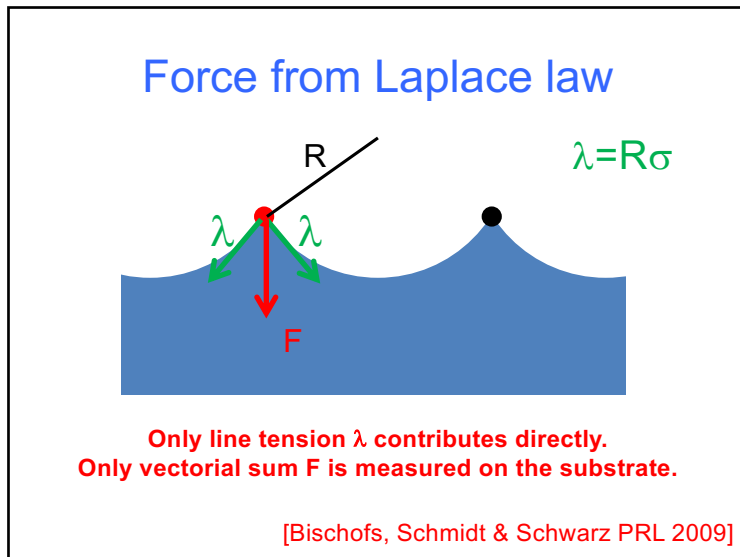 Force from Laplace law
R
λ=Rσ
λ λ
F
Only line tension λ contributes directly.
Only vectorial sum F is measured on the substrate.
[Bischofs, Schmidt & Schwarz PRL 2009]